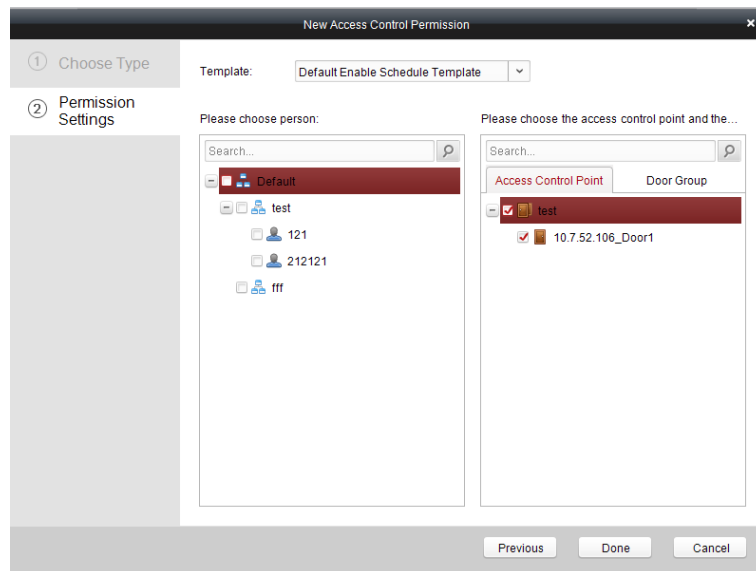 New Access Control Permission
×
1 Choose Type
2 Permission
Settings
Template: Default Enable Schedule Template
Please choose person:
Search...
Default
test
121
212121
fff
Please choose the access control point and the...
Search...
Access Control Point Door Group
test
10.7.52.106_Door1
Previous Done Cancel